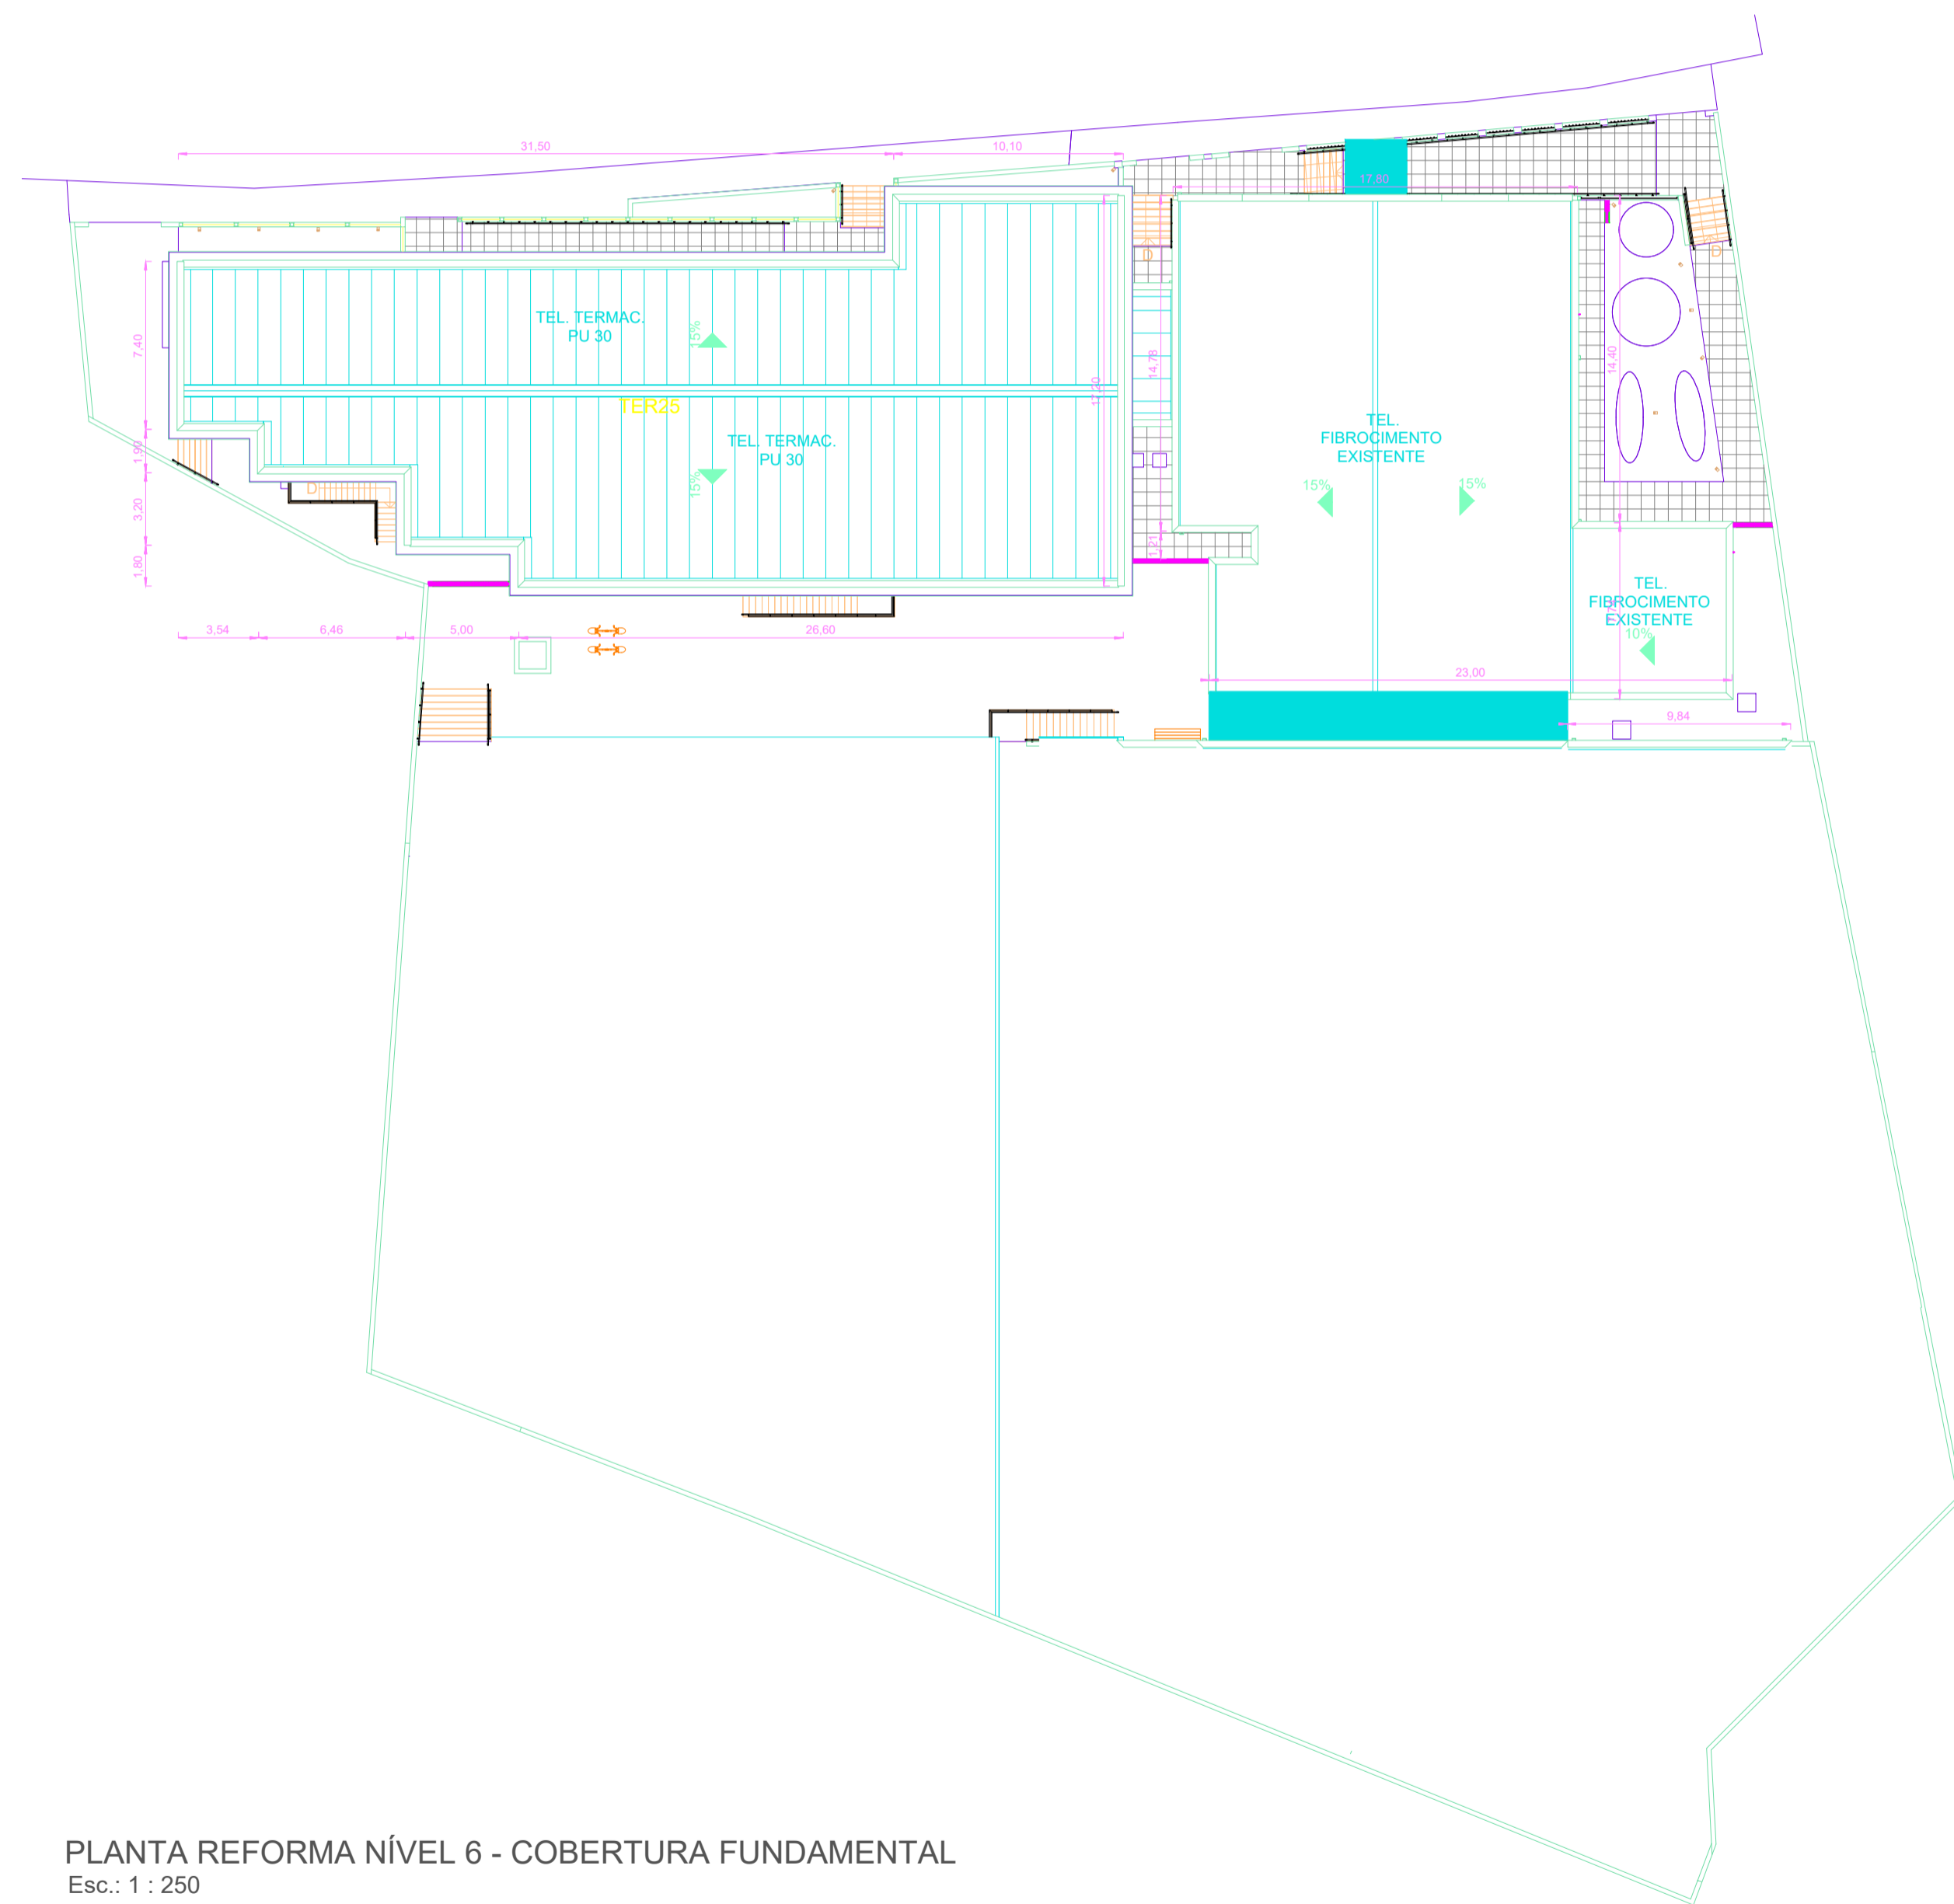 31,50
10,10
17,80
D
D
7,40
TEL. TERMAC.
PU 30
15%
14,78
17,20
14,40
TER25
TEL. TERMAC.
PU 30
15%
TEL.
FIBROCIMENTO
EXISTENTE
15%
15%
1,90
D
3,20
1,80
1,21
TEL.
FIBROCIMENTO
EXISTENTE
10%
3,54
6,46
5,00
26,60
23,00
9,84
PLANTA REFORMA NÍVEL 6 - COBERTURA FUNDAMENTAL
Esc.: 1 : 250